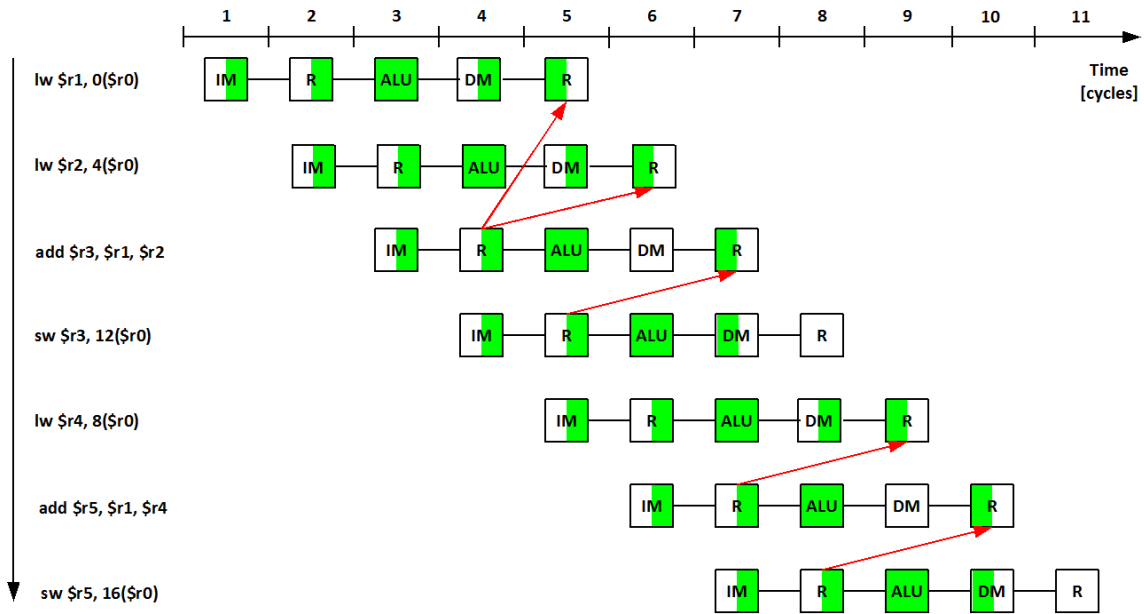 1 2 3 4 5 6 7 8 9 10 11
Time
[cycles]
lw $r1, 0($r0) IM R ALU DM R
lw $r2, 4($r0) IM R ALU DM R
add $r3, $r1, $r2 IM R ALU DM R
sw $r3, 12($r0) IM R ALU DM R
lw $r4, 8($r0) IM R ALU DM R
add $r5, $r1, $r4 IM R ALU DM R
sw $r5, 16($r0) IM R ALU DM R